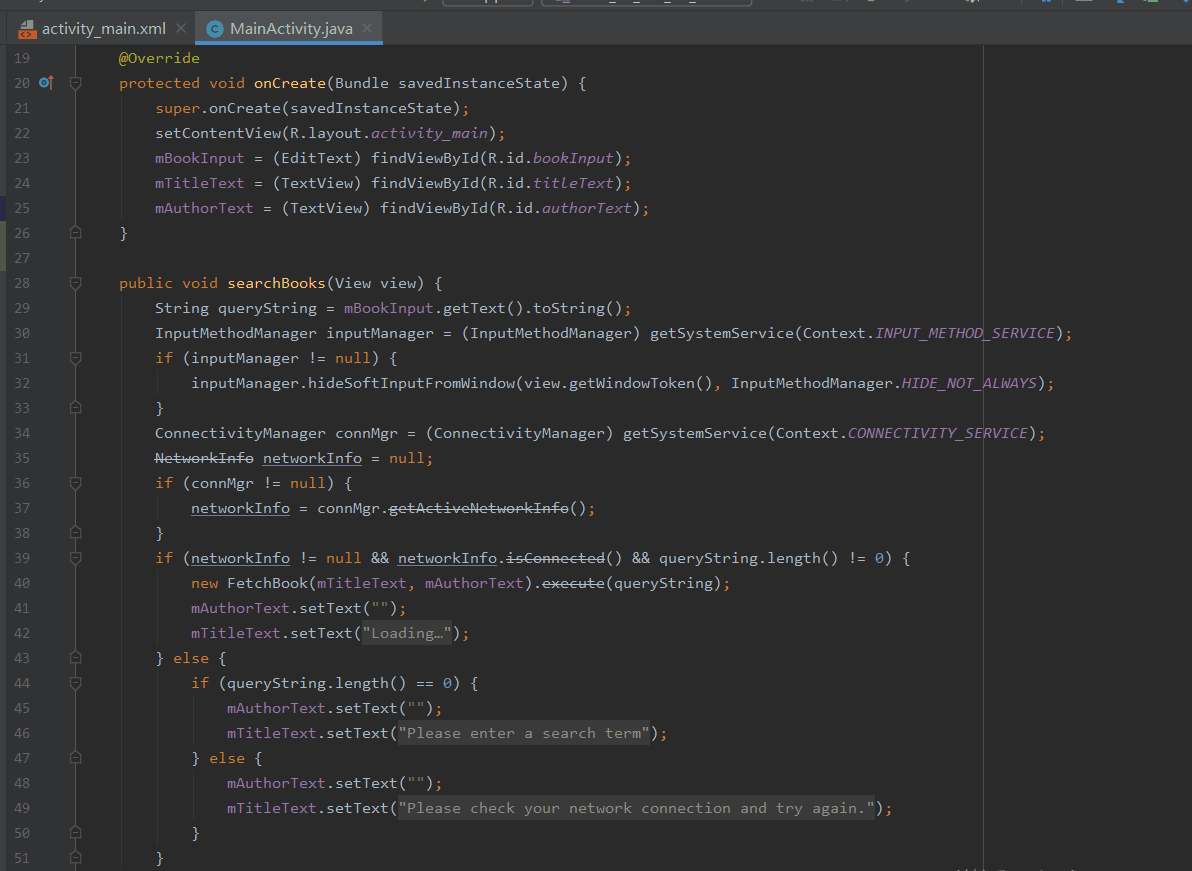 activity_main.xml
MainActivity.java
19 @Override
20 protected void onCreate(Bundle savedInstanceState) {
21 super.onCreate(savedInstanceState);
22 setContentView(R.layout.activity_main);
23 mBookInput = (EditText) findViewById(R.id.bookInput);
24 mTitleText = (TextView) findViewById(R.id.titleText);
25 mAuthorText = (TextView) findViewById(R.id.authorText);
26 }
27
28 public void searchBooks(View view) {
29 String queryString = mBookInput.getText().toString();
30 InputMethodManager inputManager = (InputMethodManager) getSystemService(Context.INPUT_METHOD_SERVICE);
31 if (inputManager != null) {
32 inputManager.hideSoftInputFromWindow(view.getWindowToken(), InputMethodManager.HIDE_NOT_ALWAYS);
33 }
34 ConnectivityManager connMgr = (ConnectivityManager) getSystemService(Context.CONNECTIVITY_SERVICE);
35 NetworkInfo networkInfo = null;
36 if (connMgr != null) {
37 networkInfo = connMgr.getActiveNetworkInfo();
38 }
39 if (networkInfo != null && networkInfo.isConnected() && queryString.length() != 0) {
40 new FetchBook(mTitleText, mAuthorText).execute(queryString);
41 mAuthorText.setText("");
42 mTitleText.setText("Loading…");
43 } else {
44 if (queryString.length() == 0) {
45 mAuthorText.setText("");
46 mTitleText.setText("Please enter a search term");
47 } else {
48 mAuthorText.setText("");
49 mTitleText.setText("Please check your network connection and try again.");
50 }
51 }